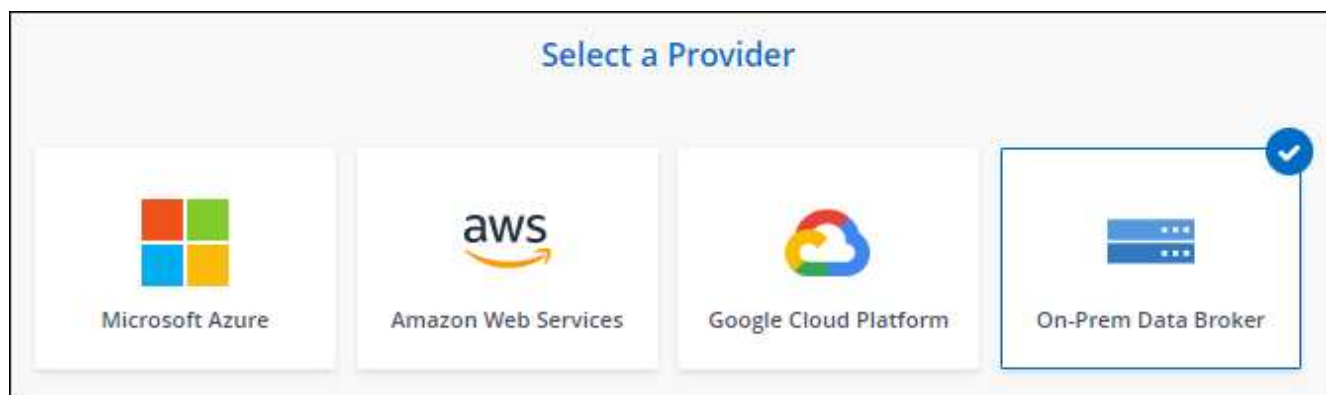 Select a Provider
aws
Microsoft Azure
Amazon Web Services
Google Cloud Platform
On-Prem Data Broker